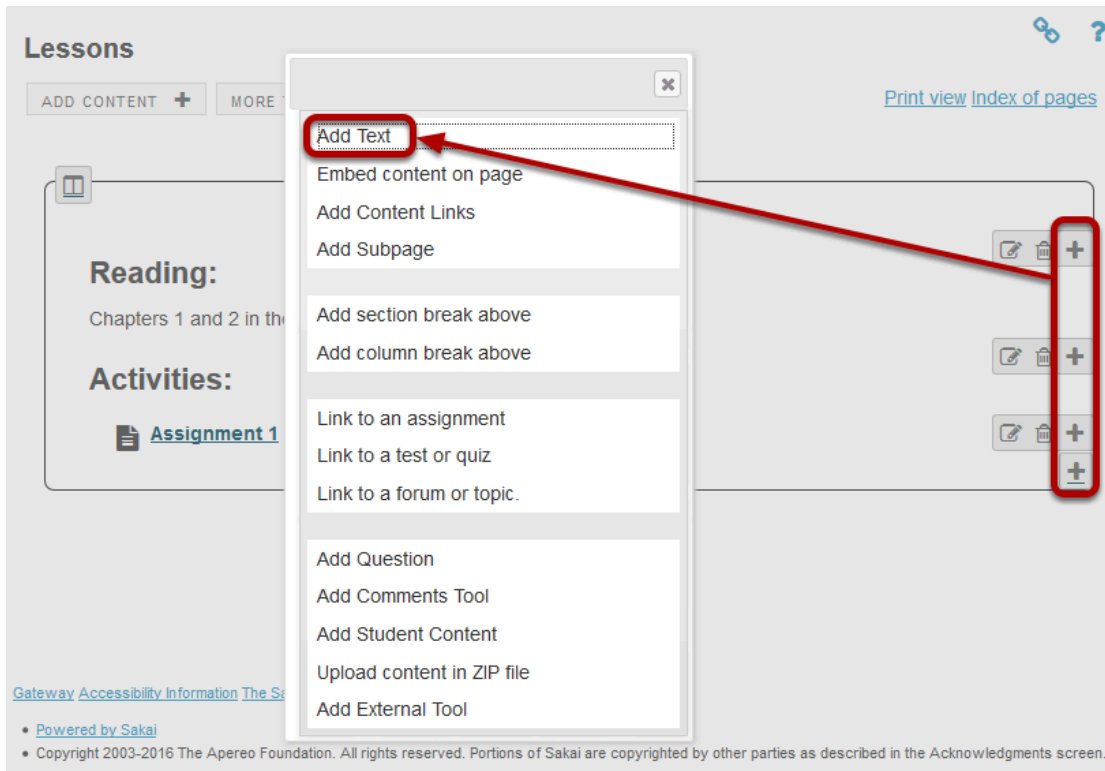 Lessons
?
ADD CONTENT +
MORE
Print view Index of pages
Add Text
Embed content on page
Add Content Links
Add Subpage
Add section break above
Add column break above
Link to an assignment
Link to a test or quiz
Link to a forum or topic.
Add Question
Add Comments Tool
Add Student Content
Upload content in ZIP file
Add External Tool
Reading:
Chapters 1 and 2 in the
Activities:
Assignment 1
Gateway Accessibility Information The Sa
• Powered by Sakai
• Copyright 2003-2016 The Apereo Foundation. All rights reserved. Portions of Sakai are copyrighted by other parties as described in the Acknowledgments screen.